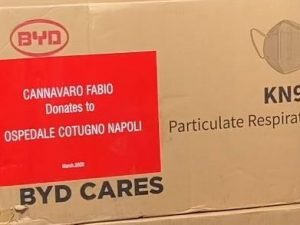 BYD
CANNAVARO FABIO
Donates to
OSPEDALE COTUGNO NAPOLI
BYD CARES
KN9
Particulate Respirat